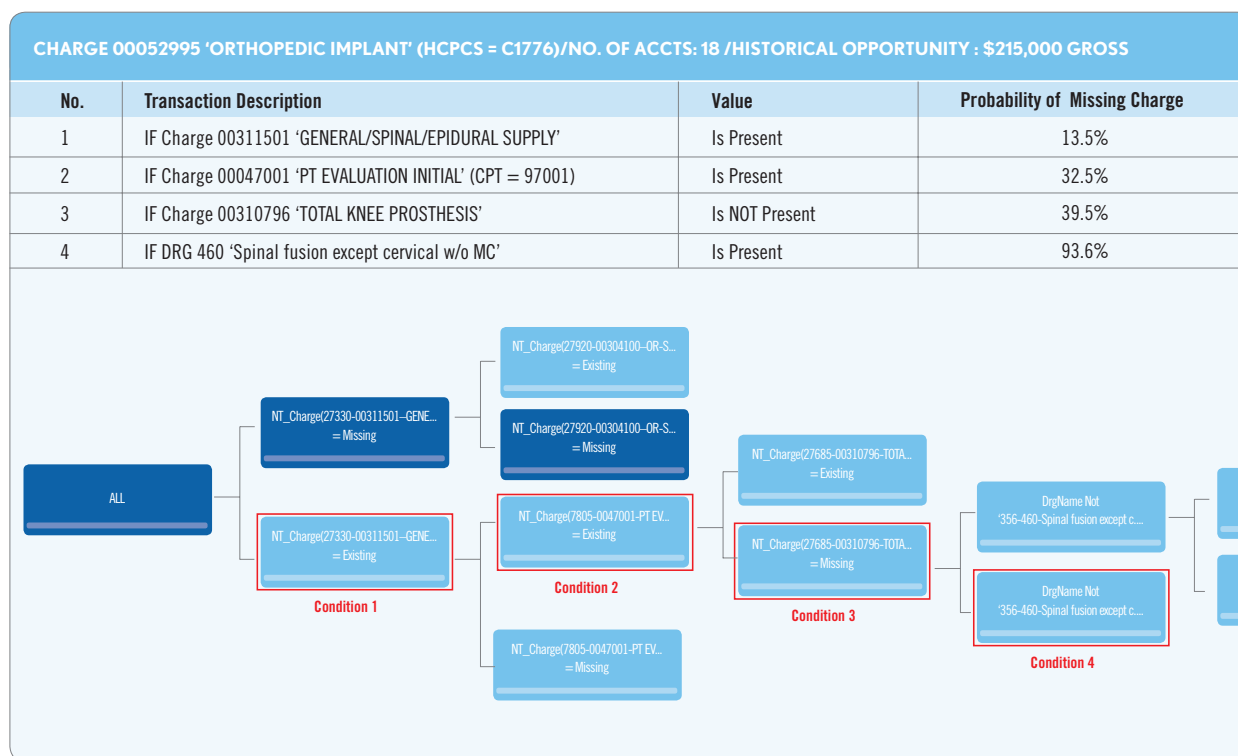 CHARGE 00052995 ‘ORTHOPEDIC IMPLANT’ (HCPCS = C1776)/NO. OF ACCTS: 18 /HISTORICAL OPPORTUNITY : $215,000 GROSS
No. Transaction Description Value Probability of Missing Charge
1 IF Charge 00311501 ‘GENERAL/SPINAL/EPIDURAL SUPPLY’ Is Present 13.5%
2 IF Charge 00047001 ‘PT EVALUATION INITIAL’ (CPT = 97001) Is Present 32.5%
3 IF Charge 00310796 ‘TOTAL KNEE PROSTHESIS’ Is NOT Present 39.5%
4 IF DRG 460 ‘Spinal fusion except cervical w/o MC’ Is Present 93.6%
ALL
NT_Charge(27330-00311501--GENE...
= Missing
NT_Charge(27330-00311501--GENE...
= Existing
Condition 1
NT_Charge(27920-00304100--OR-S...
= Existing
NT_Charge(27920-00304100--OR-S...
= Missing
NT_Charge(7805-0047001-PT EV...
= Existing
Condition 2
NT_Charge(7805-0047001-PT EV...
= Missing
NT_Charge(27685-00310796-TOTA...
= Existing
NT_Charge(27685-00310796-TOTA...
= Missing
Condition 3
DrgName Not
‘356-460-Spinal fusion except c....
DrgName Not
‘356-460-Spinal fusion except c....
Condition 4